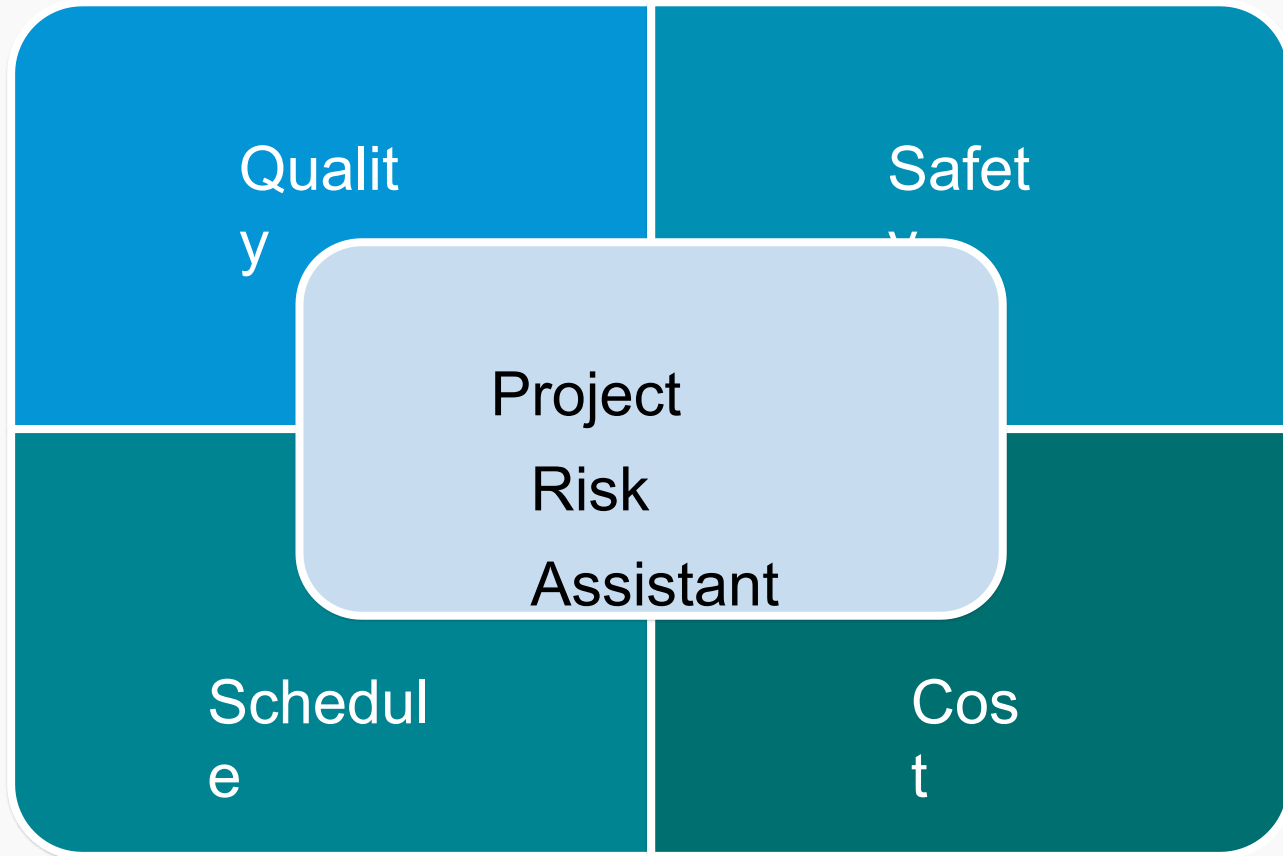 Qualit
y
Safet
y
Project
Risk
Assistant
Schedul
e
Cos
t